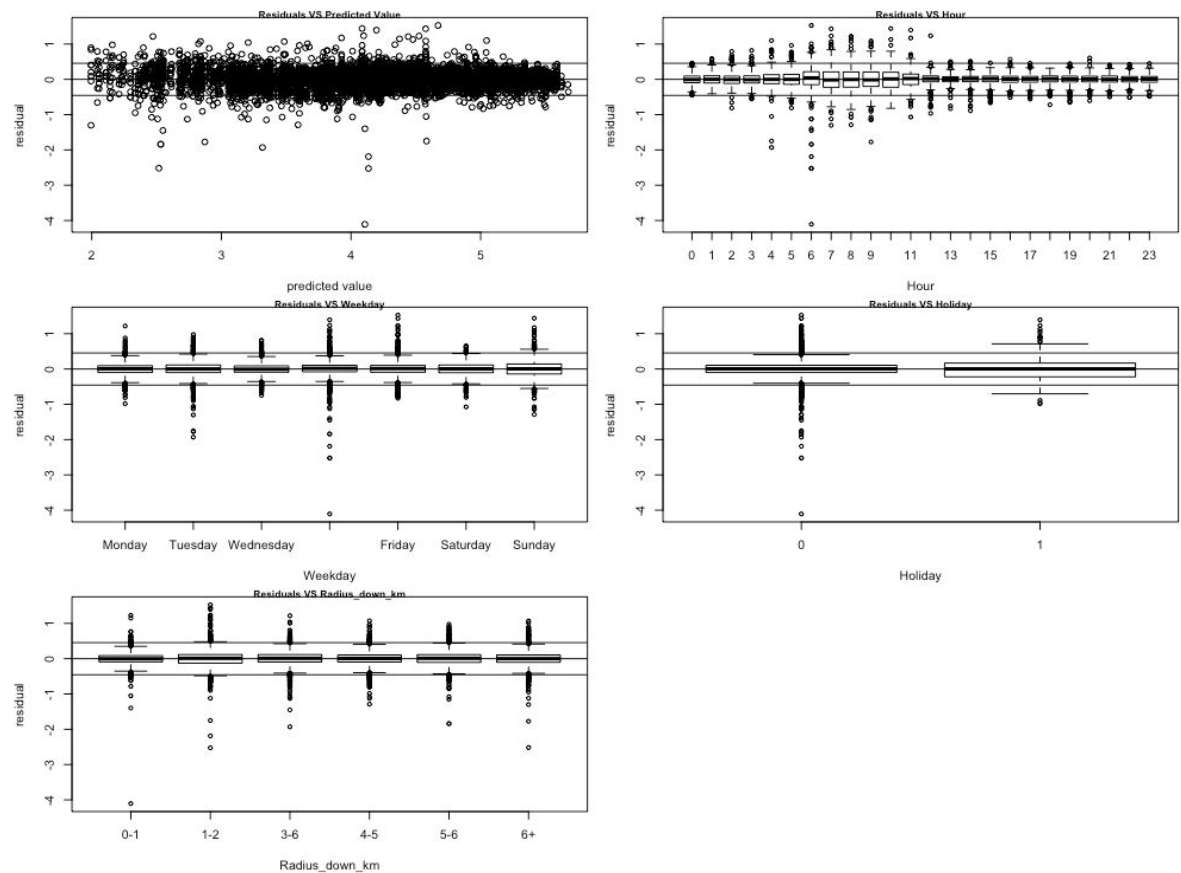 Residuals VS Predicted Value
residual
1
0
-1
-2
-3
-4
2 3 4 5
predicted value
Residuals VS Hour
residual
1
0
-1
-2
-3
-4
0 1 2 3 4 5 6 7 8 9 11 13 15 17 19 21 23
Hour
Residuals VS Weekday
residual
1
0
-1
-2
-3
-4
Monday Tuesday Wednesday Friday Saturday Sunday
Weekday
Residuals VS Holiday
residual
1
0
-1
-2
-3
-4
0 1
Holiday
Residuals VS Radius_down_km
residual
1
0
-1
-2
-3
-4
0-1 1-2 3-6 4-5 5-6 6+
Radius_down_km